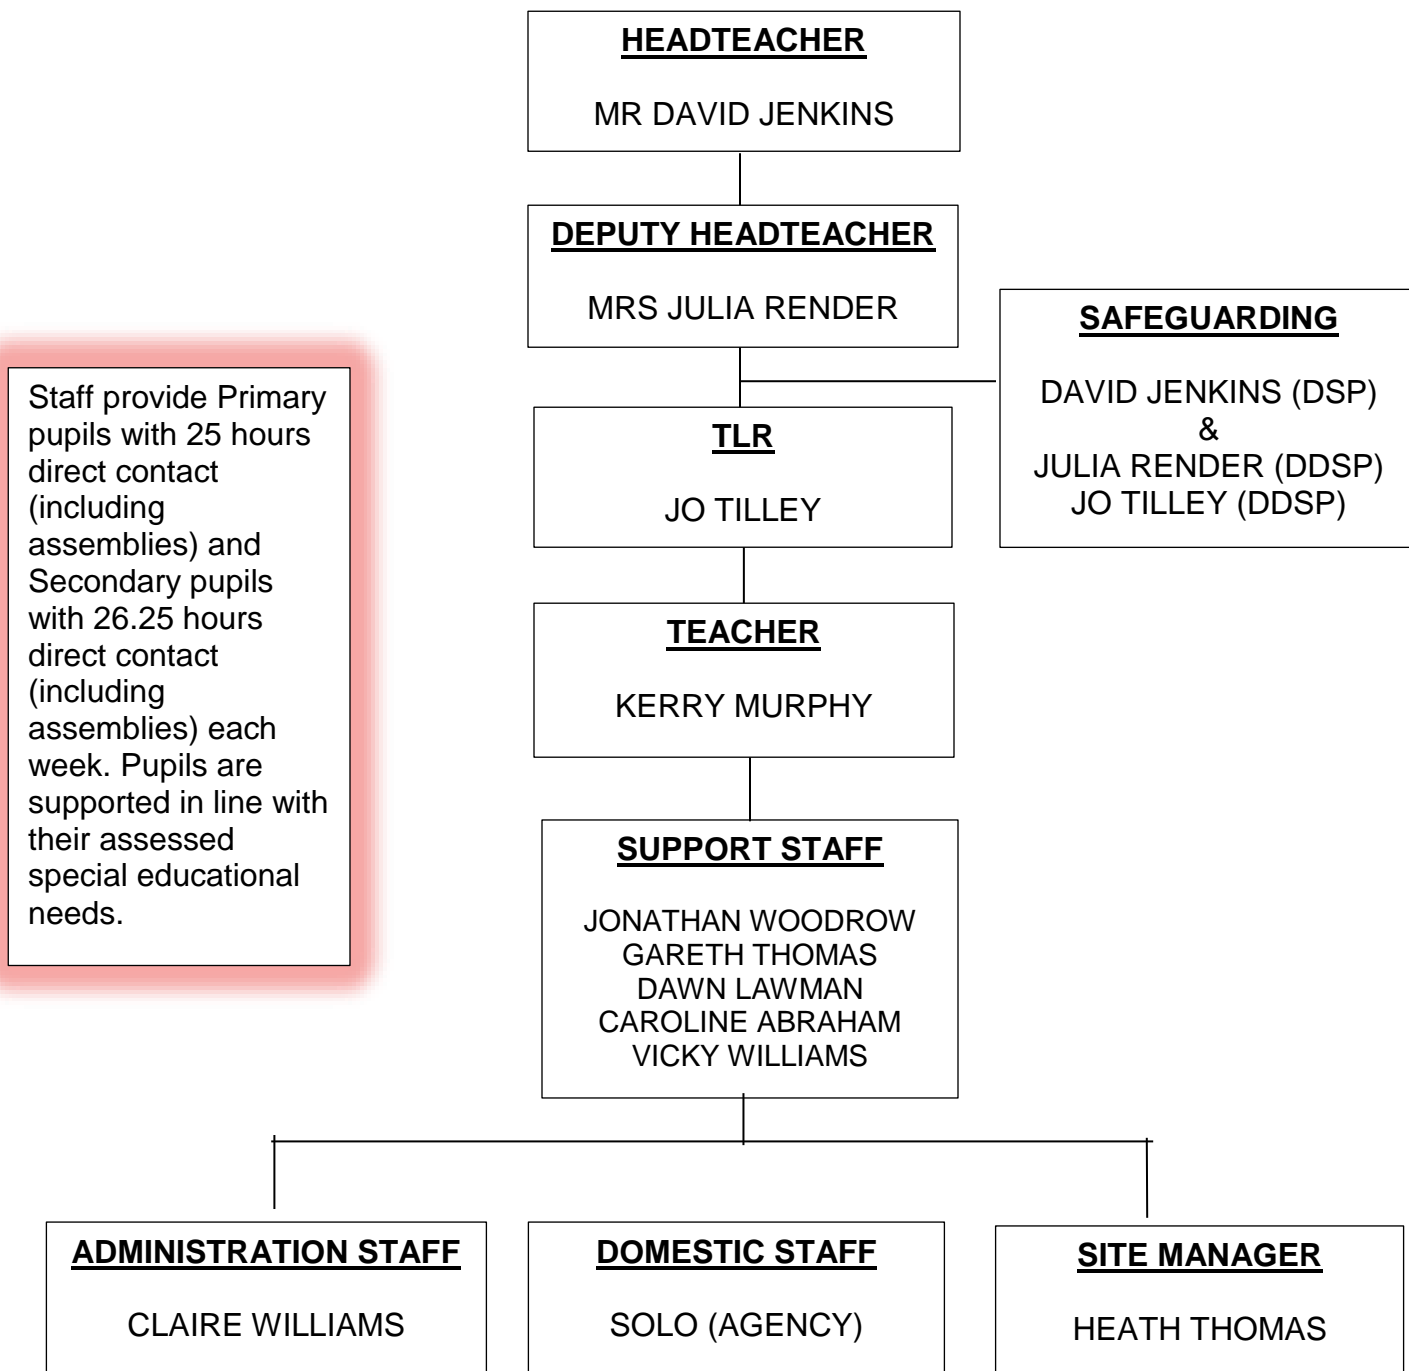 HEADTEACHER
MR DAVID JENKINS
DEPUTY HEADTEACHER
MRS JULIA RENDER
SAFEGUARDING
DAVID JENKINS (DSP)
&
JULIA RENDER (DDSP)
JO TILLEY (DDSP)
Staff provide Primary
pupils with 25 hours
direct contact
(including
assemblies) and
Secondary pupils
with 26.25 hours
direct contact
(including
assemblies) each
week. Pupils are
supported in line with
their assessed
special educational
needs.
TLR
JO TILLEY
TEACHER
KERRY MURPHY
SUPPORT STAFF
JONATHAN WOODROW
GARETH THOMAS
DAWN LAWMAN
CAROLINE ABRAHAM
VICKY WILLIAMS
ADMINISTRATION STAFF
CLAIRE WILLIAMS
DOMESTIC STAFF
SOLO (AGENCY)
SITE MANAGER
HEATH THOMAS